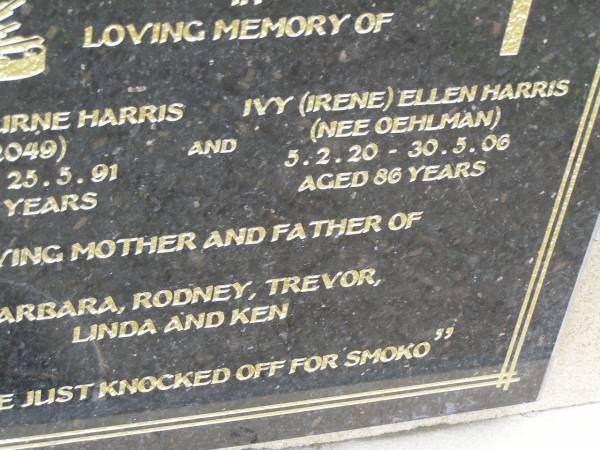 IN
LOVING MEMORY OF
URNE HARRIS
2049)
25.5.91
YEARS
AND
IVY (IRENE) ELLEN HARRIS
(NEE OEHLMAN)
5.2.20 - 30.5.06
AGED 86 YEARS
VING MOTHER AND FATHER OF
ARBARA, RODNEY, TREVOR,
LINDA AND KEN
E JUST KNOCKED OFF FOR SMOKO”